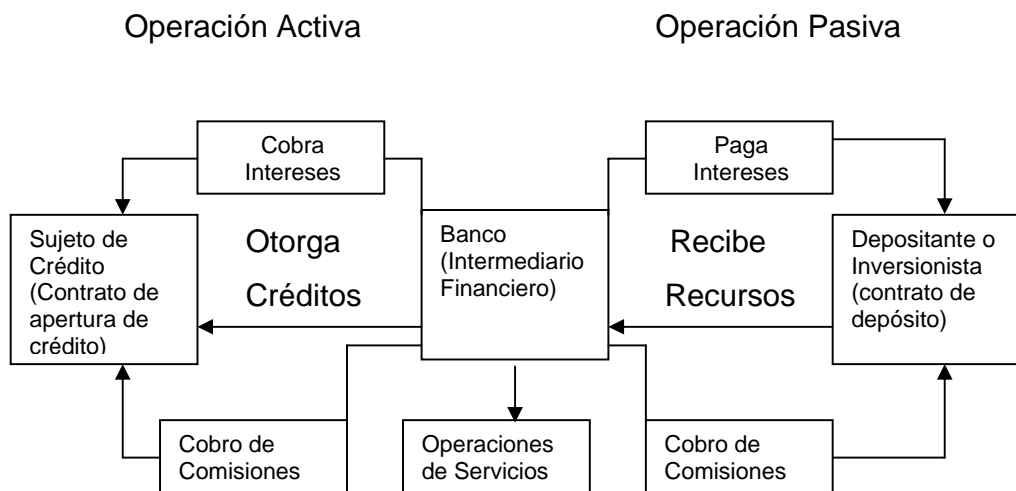 Operación Activa
Operación Pasiva
Cobra
Intereses
Paga
Intereses
Sujeto de
Crédito
(Contrato de
apertura de
crédito)
Otorga
Créditos
Banco
(Intermediario
Financiero)
Recibe
Recursos
Depositante o
Inversionista
(contrato de
depósito)
Cobro de
Comisiones
Operaciones
de Servicios
Cobro de
Comisiones